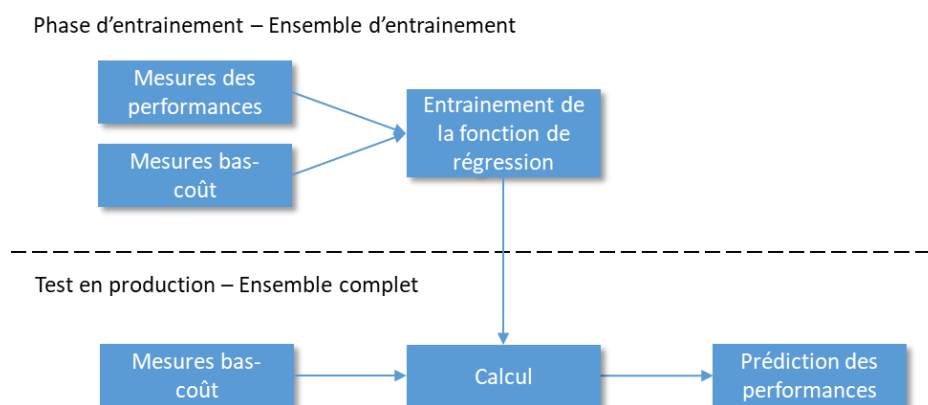 Phase d'entrainement – Ensemble d'entrainement
Mesures des
performances
Entrainement de
la fonction de
régression
Mesures bas-
coût
Test en production – Ensemble complet
Mesures bas-
coût
Calcul
Prédiction des
performances